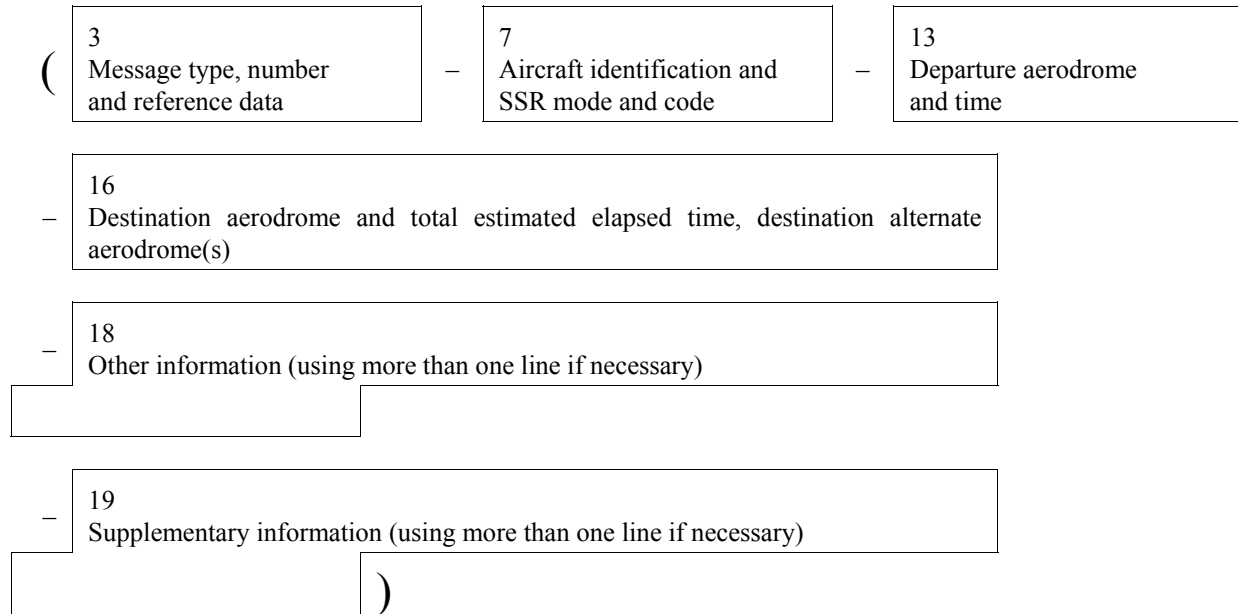 3 7 13
( Message type, number – Aircraft identification and – Departure aerodrome
and reference data SSR mode and code and time
16
– Destination aerodrome and total estimated elapsed time, destination alternate
aerodrome(s)
18
– Other information (using more than one line if necessary)
19
– Supplementary information (using more than one line if necessary)
)